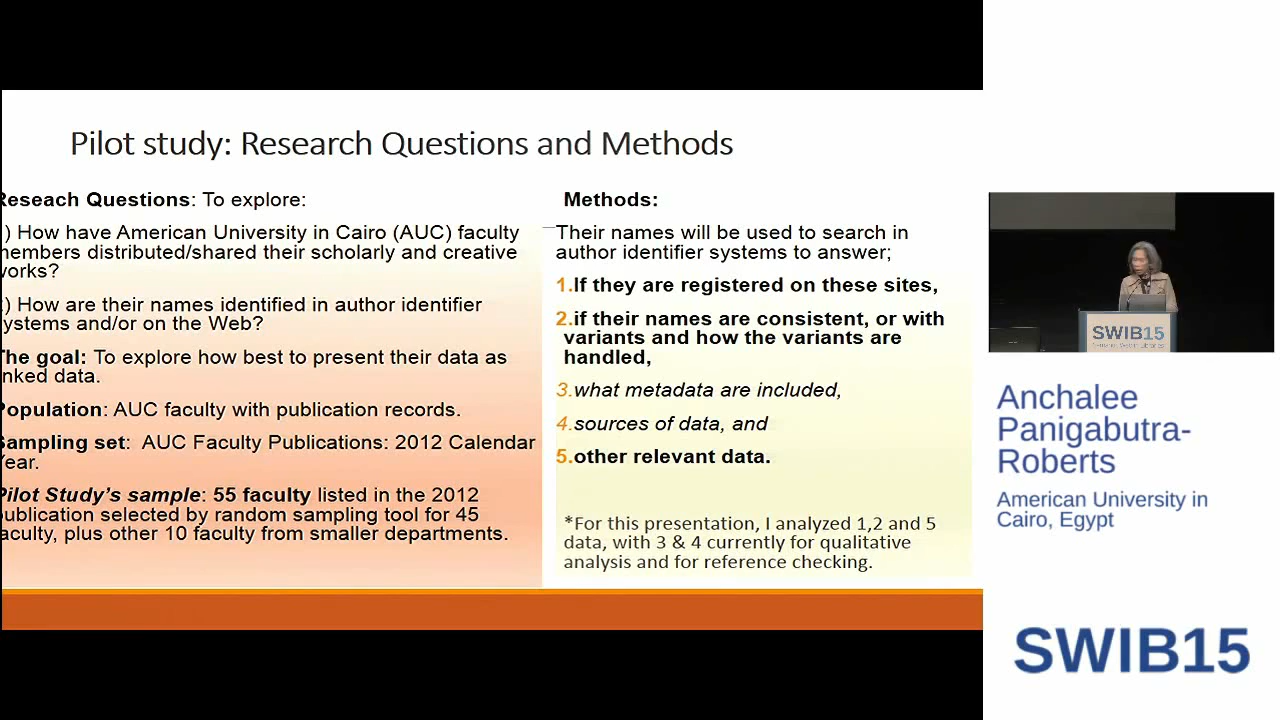 Pilot study: Research Questions and Methods
Reseach Questions: To explore:
) How have American University in Cairo (AUC) faculty
members distributed/shared their scholarly and creative
works?
) How are their names identified in author identifier
systems and/or on the Web?
The goal: To explore how best to present their data as
inked data.
Population: AUC faculty with publication records.
Sampling set: AUC Faculty Publications: 2012 Calendar
Year.
Pilot Study's sample: 55 faculty listed in the 2012
publication selected by random sampling tool for 45
faculty, plus other 10 faculty from smaller departments.
Methods:
Their names will be used to search in
author identifier systems to answer;
1.If they are registered on these sites,
2.if their names are consistent, or with
variants and how the variants are
handled,
3.what metadata are included,
4.sources of data, and
5.other relevant data.
*For this presentation, I analyzed 1,2 and 5
data, with 3 & 4 currently for qualitative
analysis and for reference checking.
SWIB15
Semantic Web in Libraries
Anchalee
Panigabutra-
Roberts
American University in
Cairo, Egypt
SWIB15